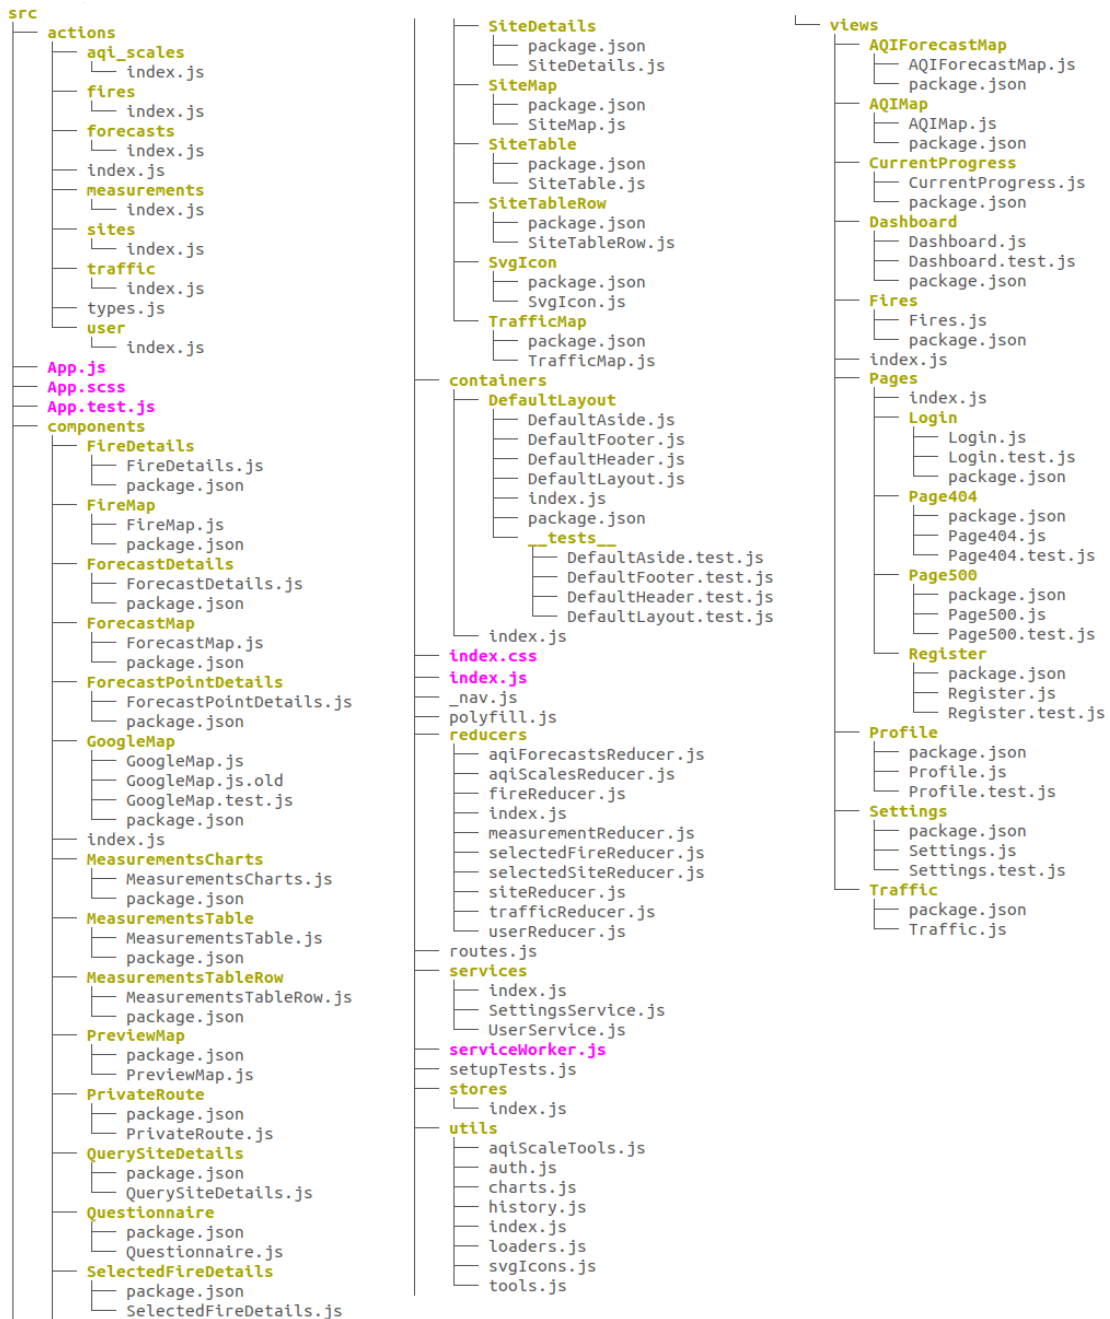 src
actions
aqi_scales
index.js
fires
index.js
forecasts
index.js
index.js
measurements
index.js
sites
index.js
traffic
index.js
types.js
user
index.js
App.js
App.scss
App.test.js
components
FireDetails
FireDetails.js
package.json
FireMap
FireMap.js
package.json
ForecastDetails
ForecastDetails.js
package.json
ForecastMap
ForecastMap.js
package.json
ForecastPointDetails
ForecastPointDetails.js
package.json
GoogleMap
GoogleMap.js
GoogleMap.js.old
GoogleMap.test.js
package.json
index.js
MeasurementsCharts
MeasurementsCharts.js
package.json
MeasurementsTable
MeasurementsTable.js
package.json
MeasurementsTableRow
MeasurementsTableRow.js
package.json
PreviewMap
package.json
PreviewMap.js
PrivateRoute
package.json
PrivateRoute.js
QuerySiteDetails
package.json
QuerySiteDetails.js
Questionnaire
package.json
Questionnaire.js
SelectedFireDetails
package.json
SelectedFireDetails.js
SiteDetails
package.json
SiteDetails.js
SiteMap
package.json
SiteMap.js
SiteTable
package.json
SiteTable.js
SiteTableRow
package.json
SiteTableRow.js
SvgIcon
package.json
SvgIcon.js
TrafficMap
package.json
TrafficMap.js
containers
DefaultLayout
DefaultAside.js
DefaultFooter.js
DefaultHeader.js
DefaultLayout.js
index.js
package.json
__tests__
DefaultAside.test.js
DefaultFooter.test.js
DefaultHeader.test.js
DefaultLayout.test.js
index.js
index.css
index.js
_nav.js
polyfill.js
reducers
aqiForecastsReducer.js
aqiScalesReducer.js
fireReducer.js
index.js
measurementReducer.js
selectedFireReducer.js
selectedSiteReducer.js
siteReducer.js
trafficReducer.js
userReducer.js
routes.js
services
index.js
SettingsService.js
UserService.js
serviceWorker.js
setupTests.js
stores
index.js
utils
aqiScaleTools.js
auth.js
charts.js
history.js
index.js
loaders.js
svgIcons.js
tools.js
views
AQIForecastMap
AQIForecastMap.js
package.json
AQIMap
AQIMap.js
package.json
CurrentProgress
CurrentProgress.js
package.json
Dashboard
Dashboard.js
Dashboard.test.js
package.json
Fires
Fires.js
package.json
index.js
Pages
index.js
Login
Login.js
Login.test.js
package.json
Page404
package.json
Page404.js
Page404.test.js
Page500
package.json
Page500.js
Page500.test.js
Register
package.json
Register.js
Register.test.js
Profile
package.json
Profile.js
Profile.test.js
Settings
package.json
Settings.js
Settings.test.js
Traffic
package.json
Traffic.js